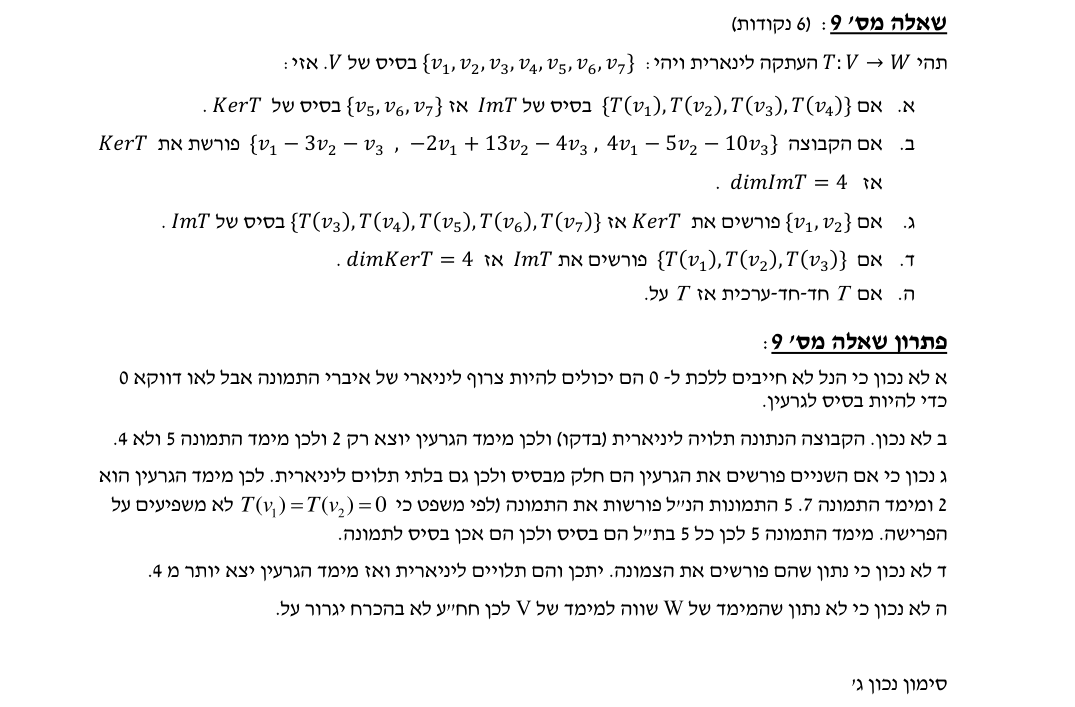 שאלה מס׳ 9 : (6 נקודות)
תהי T: V → W העתקה לינארית ויהי: {v₁, v₂, v₃, v₄, v₅, v₆, v₇} בסיס של V. אזי:
א. אם {T(v₁), T(v₂), T(v₃), T(v₄)} בסיס של ImT אז {v₅, v₆, v₇} בסיס של KerT .
ב. אם הקבוצה {v₁ − 3v₂ − v₃ , −2v₁ + 13v₂ − 4v₃ , 4v₁ − 5v₂ − 10v₃} פורשת את KerT
אז dimImT = 4 .
ג. אם {v₁, v₂} פורשים את KerT אז {T(v₃), T(v₄), T(v₅), T(v₆), T(v₇)} בסיס של ImT .
ד. אם {T(v₁), T(v₂), T(v₃)} פורשים את ImT אז dimKerT = 4 .
ה. אם T חד-חד-ערכית אז T על.
פתרון שאלה מס׳ 9 :
א לא נכון כי הנל לא חייבים ללכת ל- 0 הם יכולים להיות צרוף ליניארי של איברי התמונה אבל לאו דווקא 0
כדי להיות בסיס לגרעין.
ב לא נכון. הקבוצה הנתונה תלויה ליניארית (בדקו) ולכן מימד הגרעין יוצא רק 2 ולכן מימד התמונה 5 ולא 4.
ג נכון כי אם השניים פורשים את הגרעין הם חלק מבסיס ולכן גם בלתי תלוים ליניארית. לכן מימד הגרעין הוא
2 ומימד התמונה 5 .7 התמונות הנ״ל פורשות את התמונה (לפי משפט כי T(v₁) = T(v₂) = 0 לא משפיעים על
הפרישה. מימד התמונה 5 לכן כל 5 בת״ל הם בסיס ולכן הם אכן בסיס לתמונה.
ד לא נכון כי נתון שהם פורשים את הצמונה. יתכן והם תלויים ליניארית ואז מימד הגרעין יצא יותר מ 4.
ה לא נכון כי לא נתון שהמימד של W שווה למימד של V לכן חח״ע לא בהכרח יגרור על.
סימון נכון ג׳